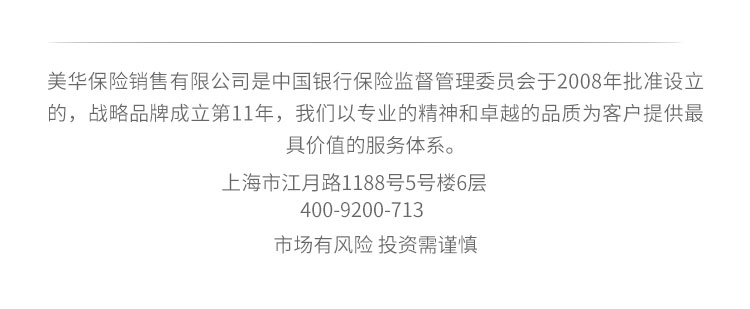 美华保险销售有限公司是中国银行保险监督管理委员会于2008年批准设立
的，战略品牌成立第11年，我们以专业的精神和卓越的品质为客户提供最
具价值的服务体系。
上海市江月路1188号5号楼6层
400-9200-713
市场有风险 投资需谨慎